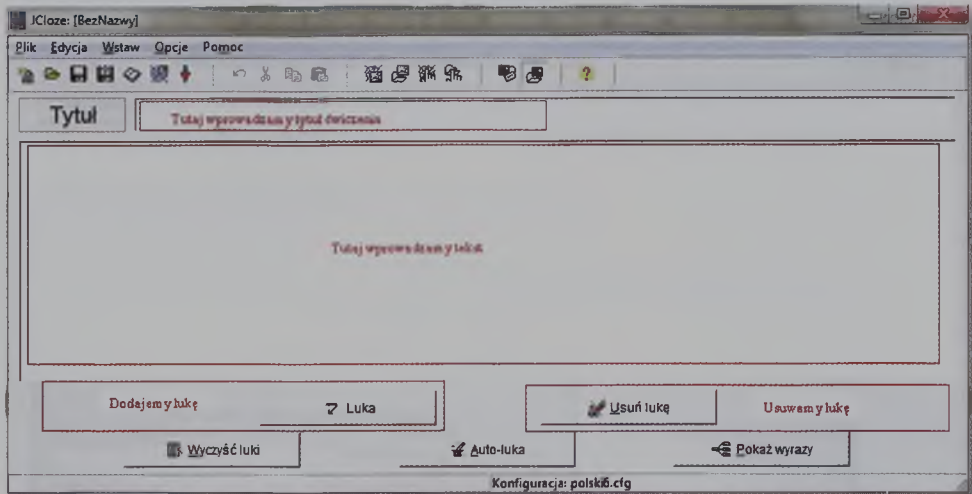 JCloze: [BezNazwy]
Plik Edycja Wstaw Opcje Pomoc
Tytuł Tutaj wprowadzamy tytuł ćwiczenia
Tutaj wprowadzamy tekst
Dodajemy lukę Luka Usuń lukę Usuwamy lukę
Wyczyść luki Auto-luka Pokaż wyrazy
Konfiguracja: polski6.cfg